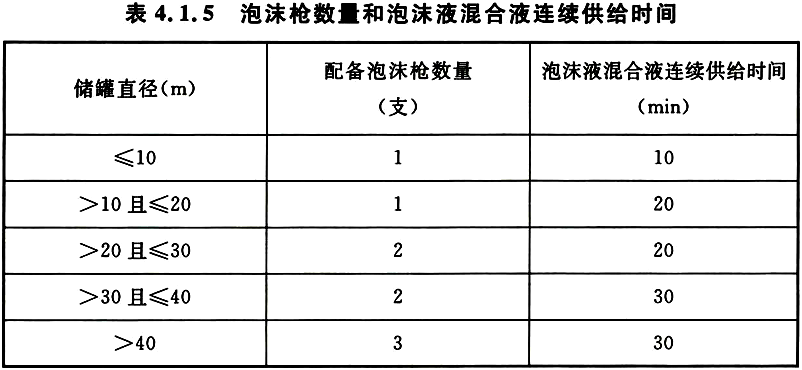 表 4.1.5 泡沫枪数量和泡沫液混合液连续供给时间
储罐直径(m) 配备泡沫枪数量(支) 泡沫液混合液连续供给时间(min)
≤10 1 10
>10 且≤20 1 20
>20 且≤30 2 20
>30 且≤40 2 30
>40 3 30